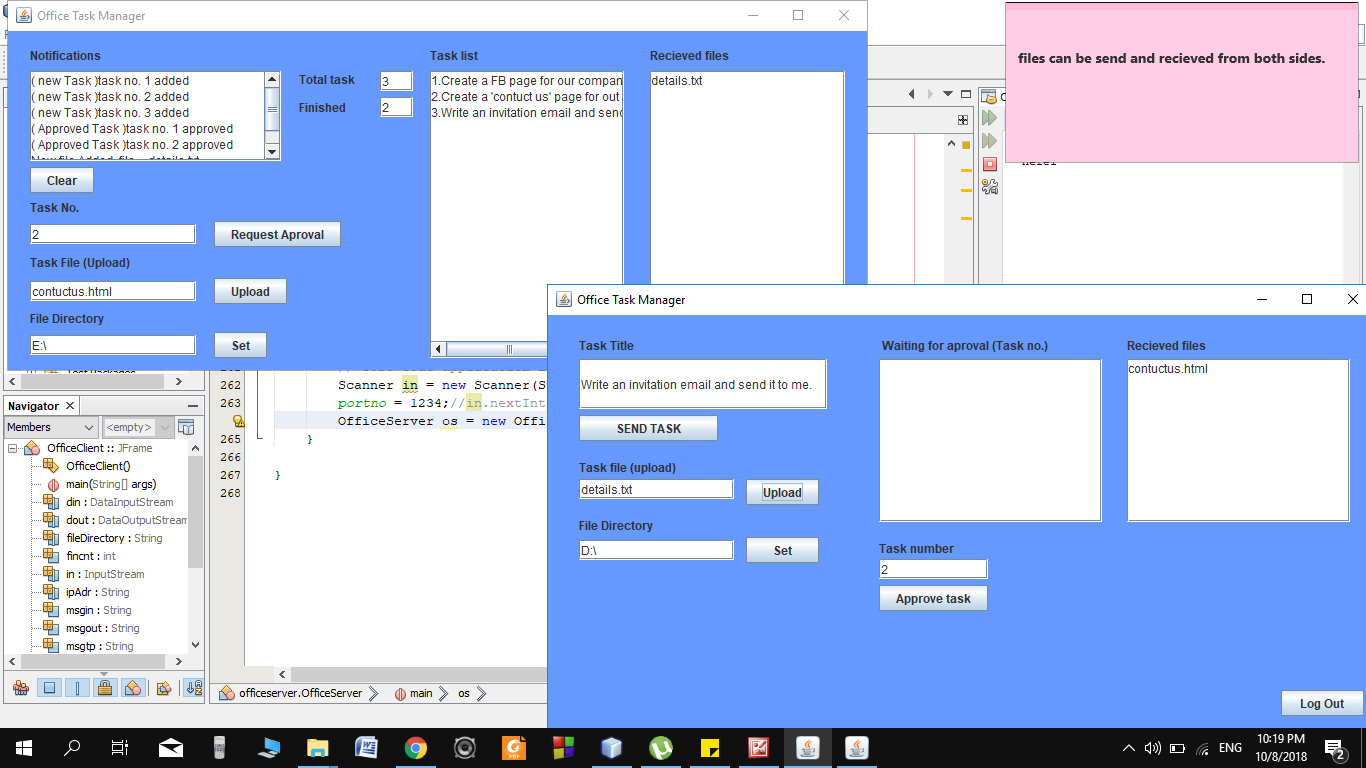 Office Task Manager
Notifications
( new Task )task no. 1 added
( new Task )task no. 2 added
( new Task )task no. 3 added
( Approved Task )task no. 1 approved
( Approved Task )task no. 2 approved
New file Added, file - details.txt
Clear
Total task
3
Finished
2
Task No.
2
Request Aproval
Task File (Upload)
contuctus.html
Upload
File Directory
E:\
Set
Task list
1.Create a FB page for our compan
2.Create a 'contuct us' page for out
3.Write an invitation email and send
Recieved files
details.txt
files can be send and recieved from both sides.
Office Task Manager
Task Title
Write an invitation email and send it to me.
SEND TASK
Task file (upload)
details.txt
Upload
File Directory
D:\
Set
Waiting for aproval (Task no.)
Recieved files
contuctus.html
Task number
2
Approve task
Log Out
262 Scanner in = new Scanner(S
263 portno = 1234;//in.nextInt
OfficeServer os = new Offi
265 }
266
267 }
268
Navigator
Members
<empty>
OfficeClient :: JFrame
OfficeClient()
main(String[] args)
din : DataInputStream
dout : DataOutputStream
fileDirectory : String
fincnt : int
in : InputStream
ipAdr : String
msgin : String
msgout : String
msgtp : String
officeserver.OfficeServer
main
os
ENG
10:19 PM
10/8/2018
2